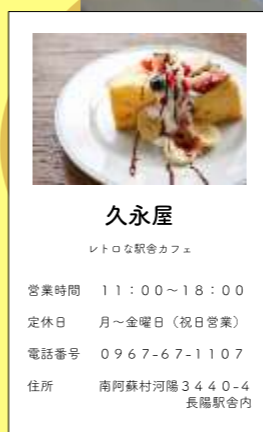 久永屋
レトロな駅舎カフェ
営業時間　１１：００～１８：００
定休日　月～金曜日（祝日営業）
電話番号　０９６７-６７-１１０７
住所　南阿蘇村河陽３４４０-４
長陽駅舎内